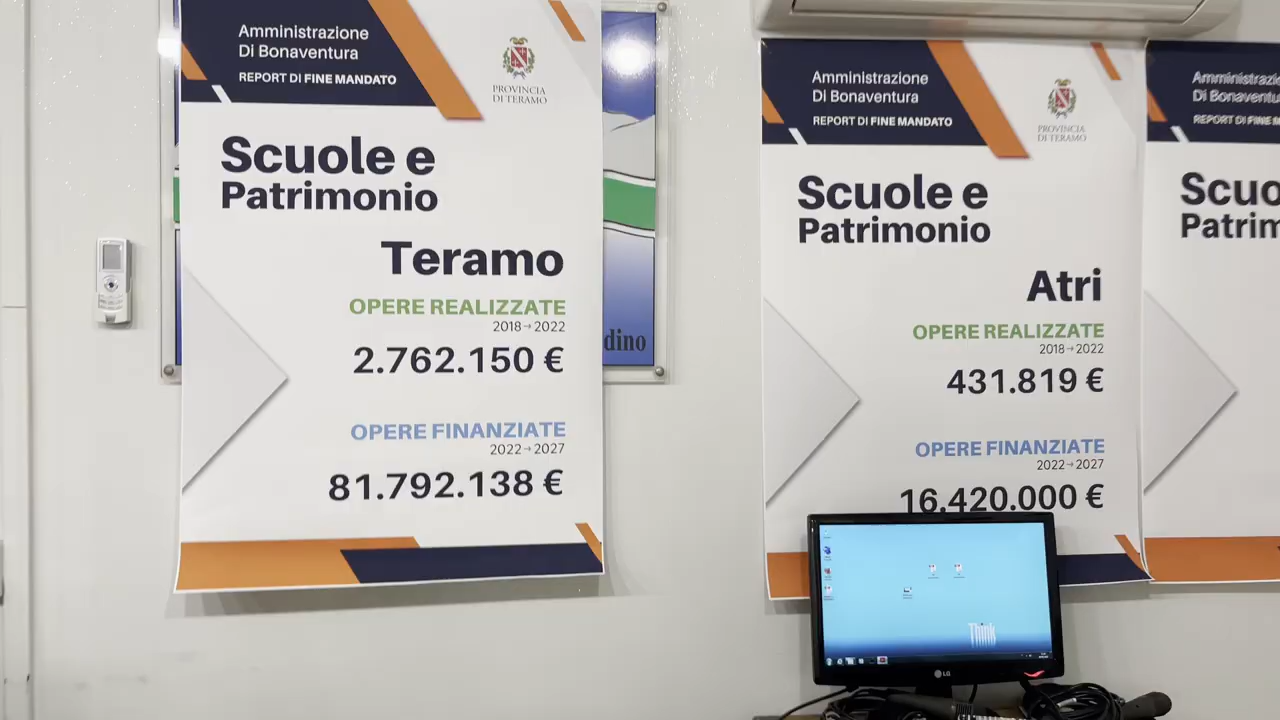 Amministrazione
Di Bonaventura
REPORT DI FINE MANDATO
PROVINCIA
DI TERAMO
Scuole e
Patrimonio
Teramo
OPERE REALIZZATE
2018→2022
2.762.150 €
OPERE FINANZIATE
2022→2027
81.792.138 €
dino
Amministrazione
Di Bonaventura
REPORT DI FINE MANDATO
PROVINCIA
DI TERAMO
Scuole e
Patrimonio
Atri
OPERE REALIZZATE
2018→2022
431.819 €
OPERE FINANZIATE
2022→2027
16.420.000 €
Amministrazio
Di Bonaventu
REPORT DI FINE M
Scuo
Patrim
Think
LG